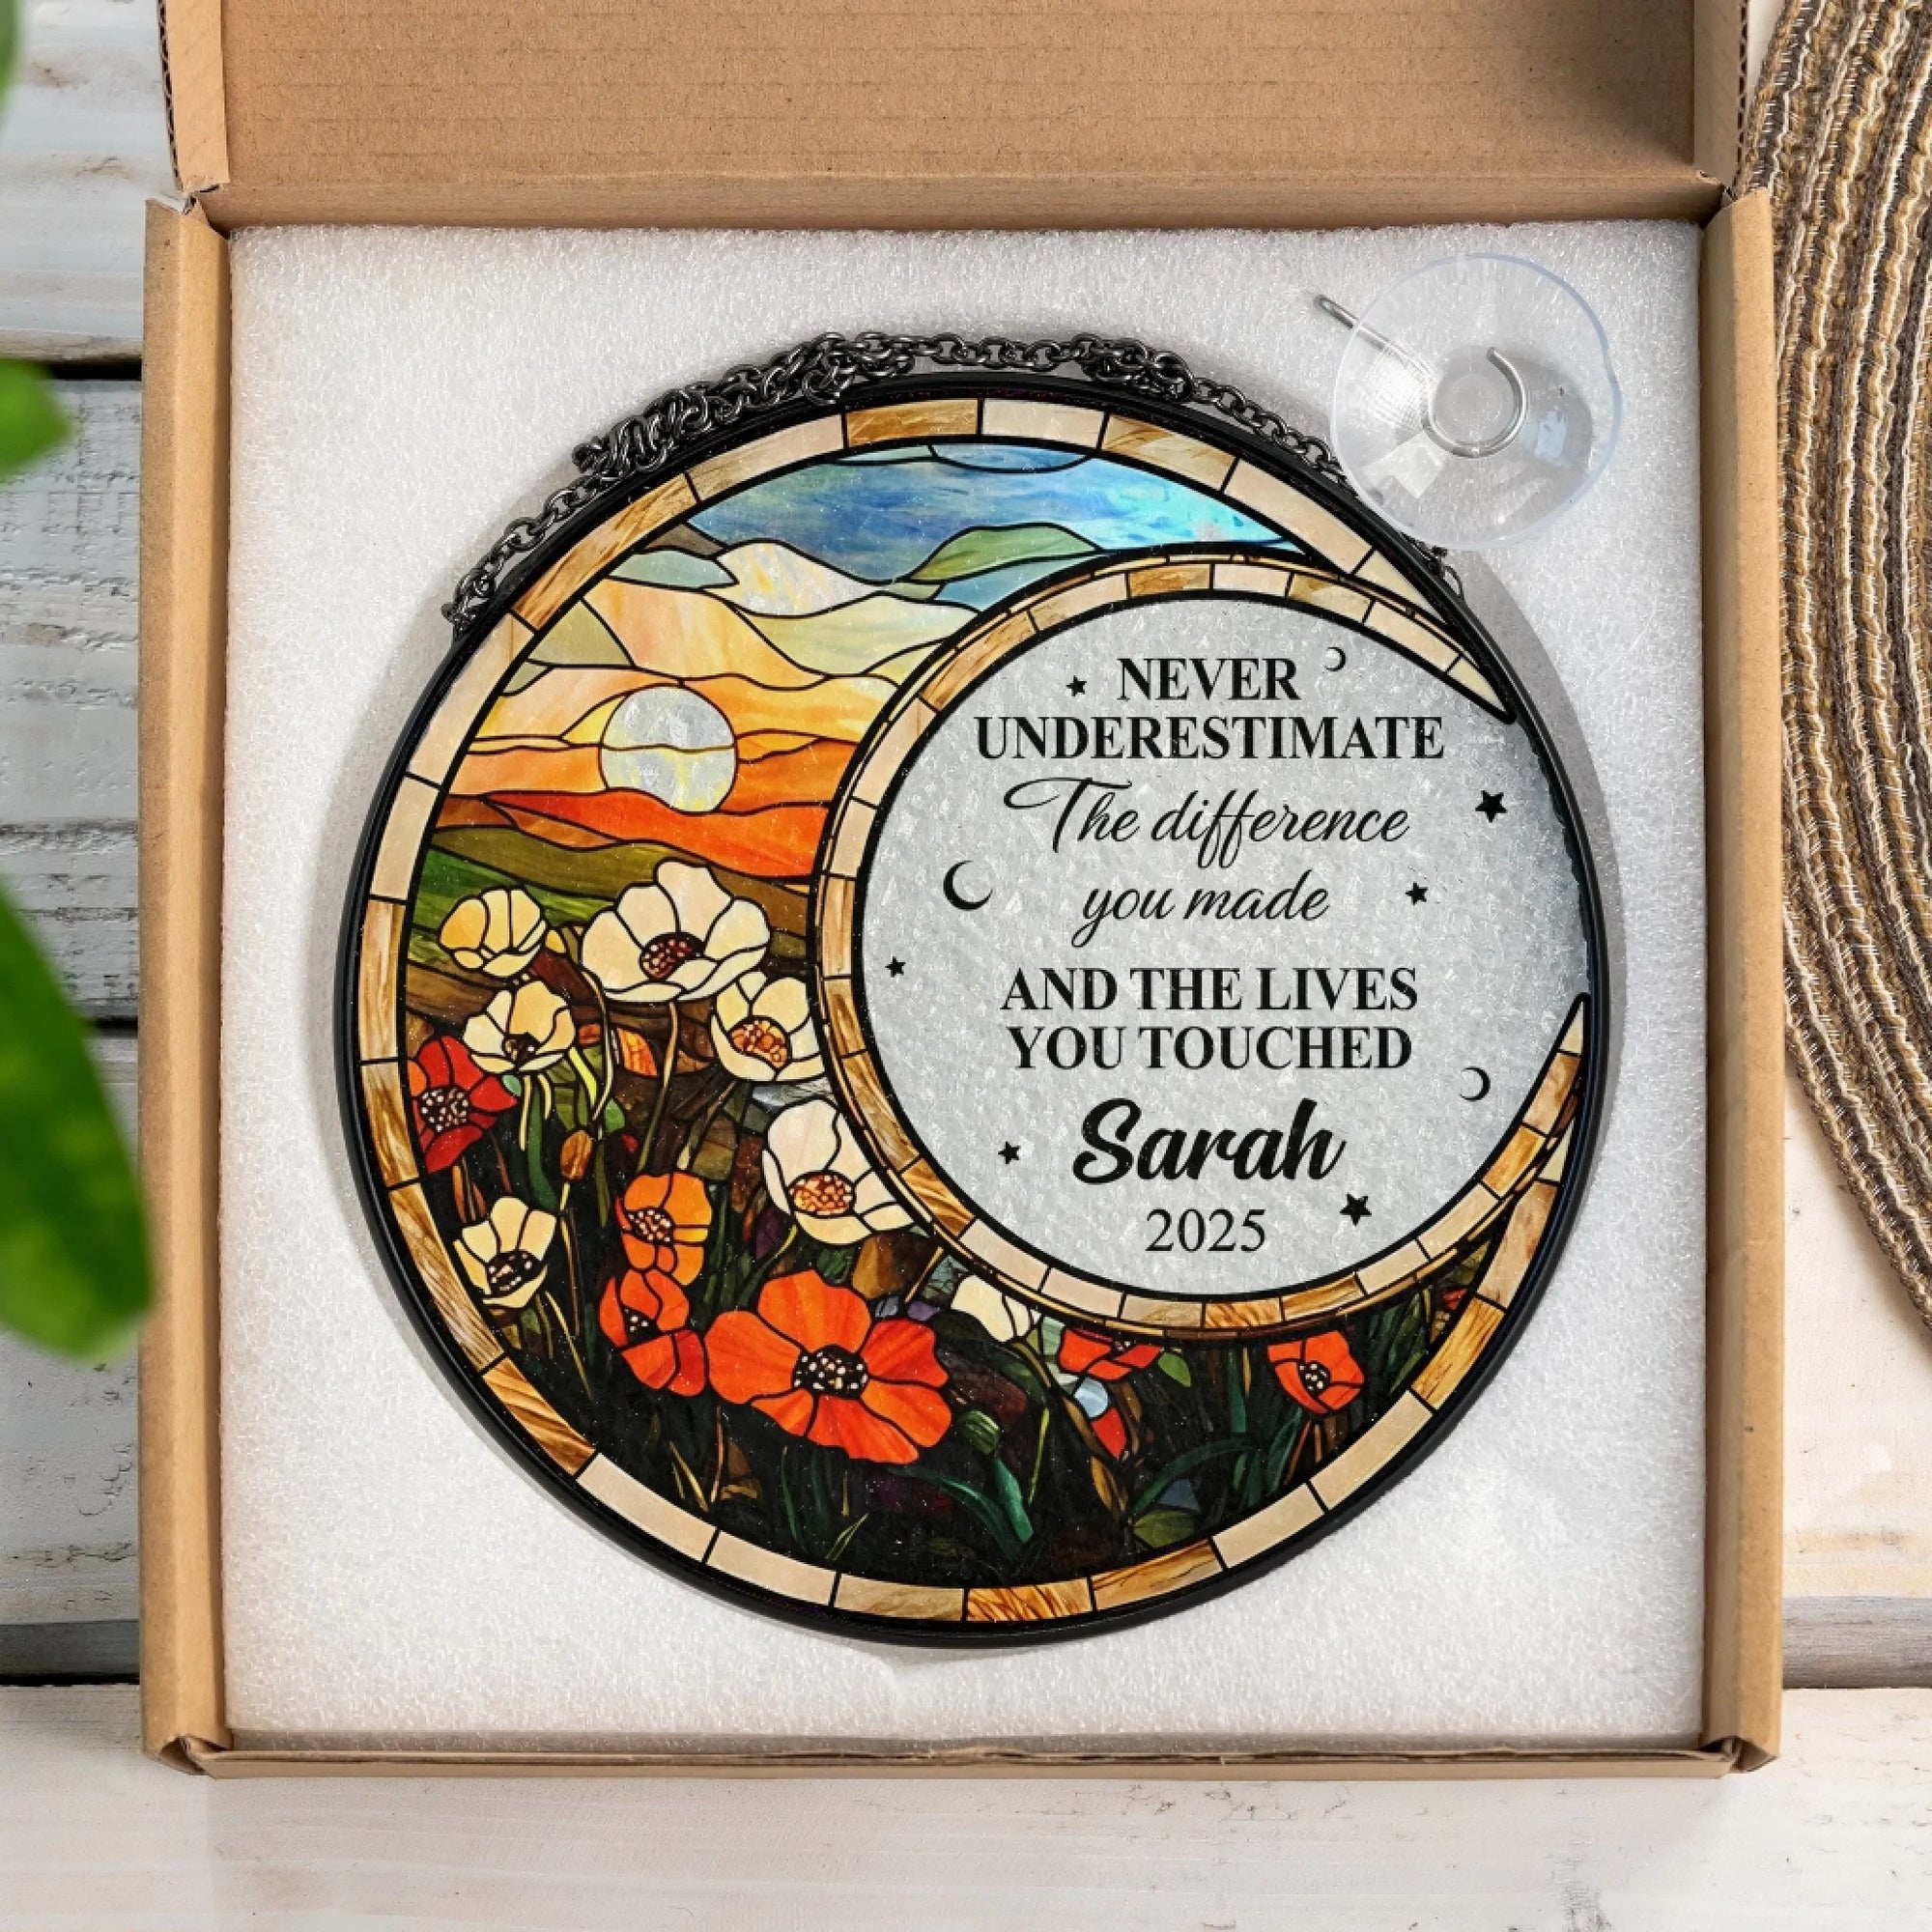 NEVER
UNDERESTIMATE
The difference
you made
AND THE LIVES
YOU TOUCHED
Sarah
2025